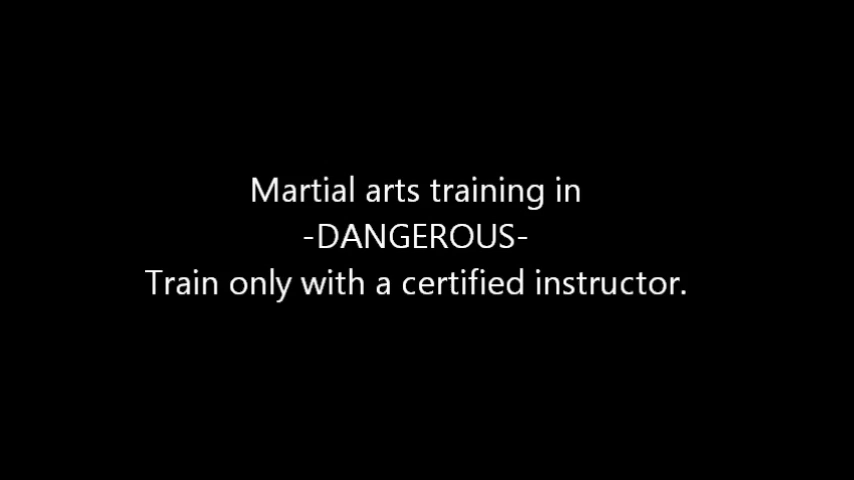 Martial arts training in
-DANGEROUS-
Train only with a certified instructor.